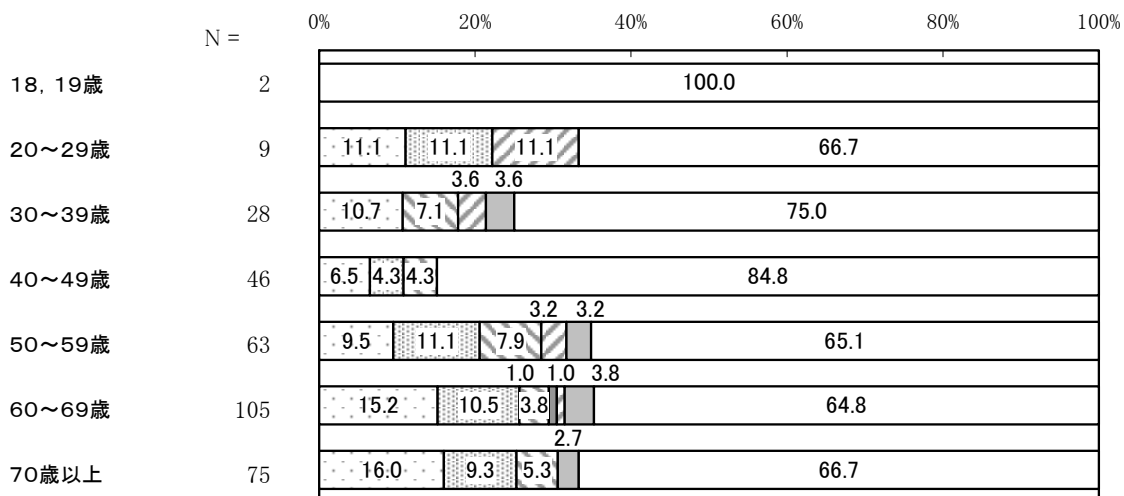 0% 20% 40% 60% 80% 100%
N =
18，19歳 2 100.0
20～29歳 9 11.1 11.1 11.1 66.7
3.6 3.6
30～39歳 28 10.7 7.1 75.0
40～49歳 46 6.5 4.3 4.3 84.8
3.2 3.2
50～59歳 63 9.5 11.1 7.9 65.1
1.0 1.0 3.8
60～69歳 105 15.2 10.5 3.8 64.8
2.7
70歳以上 75 16.0 9.3 5.3 66.7